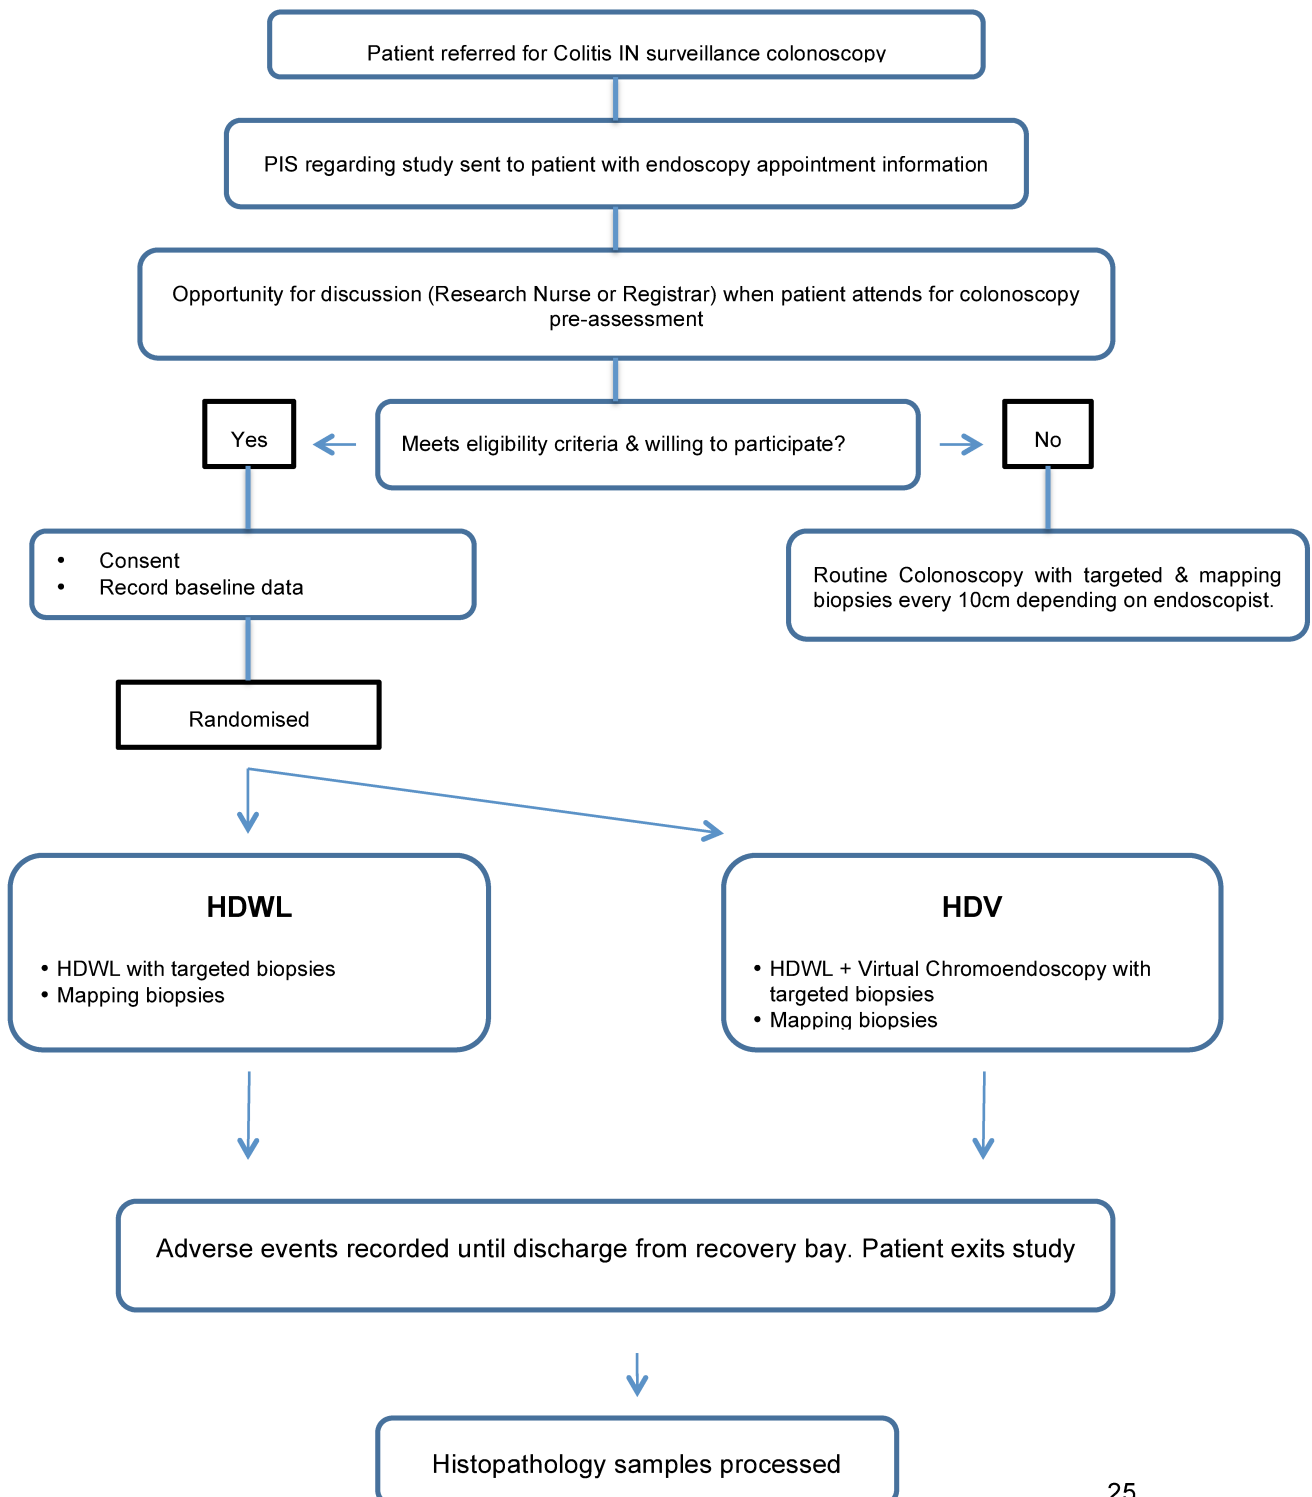 Patient referred for Colitis IN surveillance colonoscopy
PIS regarding study sent to patient with endoscopy appointment information
Opportunity for discussion (Research Nurse or Registrar) when patient attends for colonoscopy
pre-assessment
Yes
Meets eligibility criteria & willing to participate?
No
• Consent
• Record baseline data
Routine Colonoscopy with targeted & mapping
biopsies every 10cm depending on endoscopist.
Randomised
HDWL
• HDWL with targeted biopsies
• Mapping biopsies
HDV
• HDWL + Virtual Chromoendoscopy with
targeted biopsies
• Mapping biopsies
Adverse events recorded until discharge from recovery bay. Patient exits study
Histopathology samples processed
25